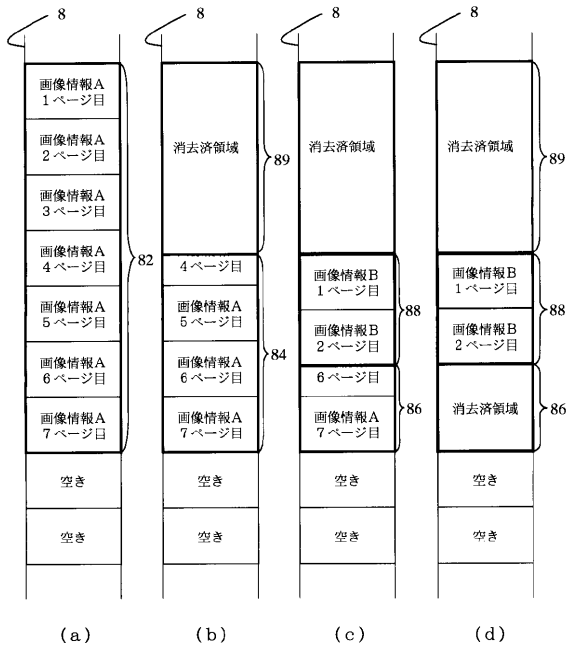 8
画像情報A
1ページ目
画像情報A
2ページ目
画像情報A
3ページ目
画像情報A
4ページ目
画像情報A
5ページ目
画像情報A
6ページ目
画像情報A
7ページ目
空き
空き
82
(a)
8
消去済領域
4ページ目
画像情報A
5ページ目
画像情報A
6ページ目
画像情報A
7ページ目
空き
空き
89
84
(b)
8
消去済領域
画像情報B
1ページ目
画像情報B
2ページ目
6ページ目
画像情報A
7ページ目
空き
空き
88
86
(c)
8
消去済領域
画像情報B
1ページ目
画像情報B
2ページ目
消去済領域
空き
空き
89
88
86
(d)